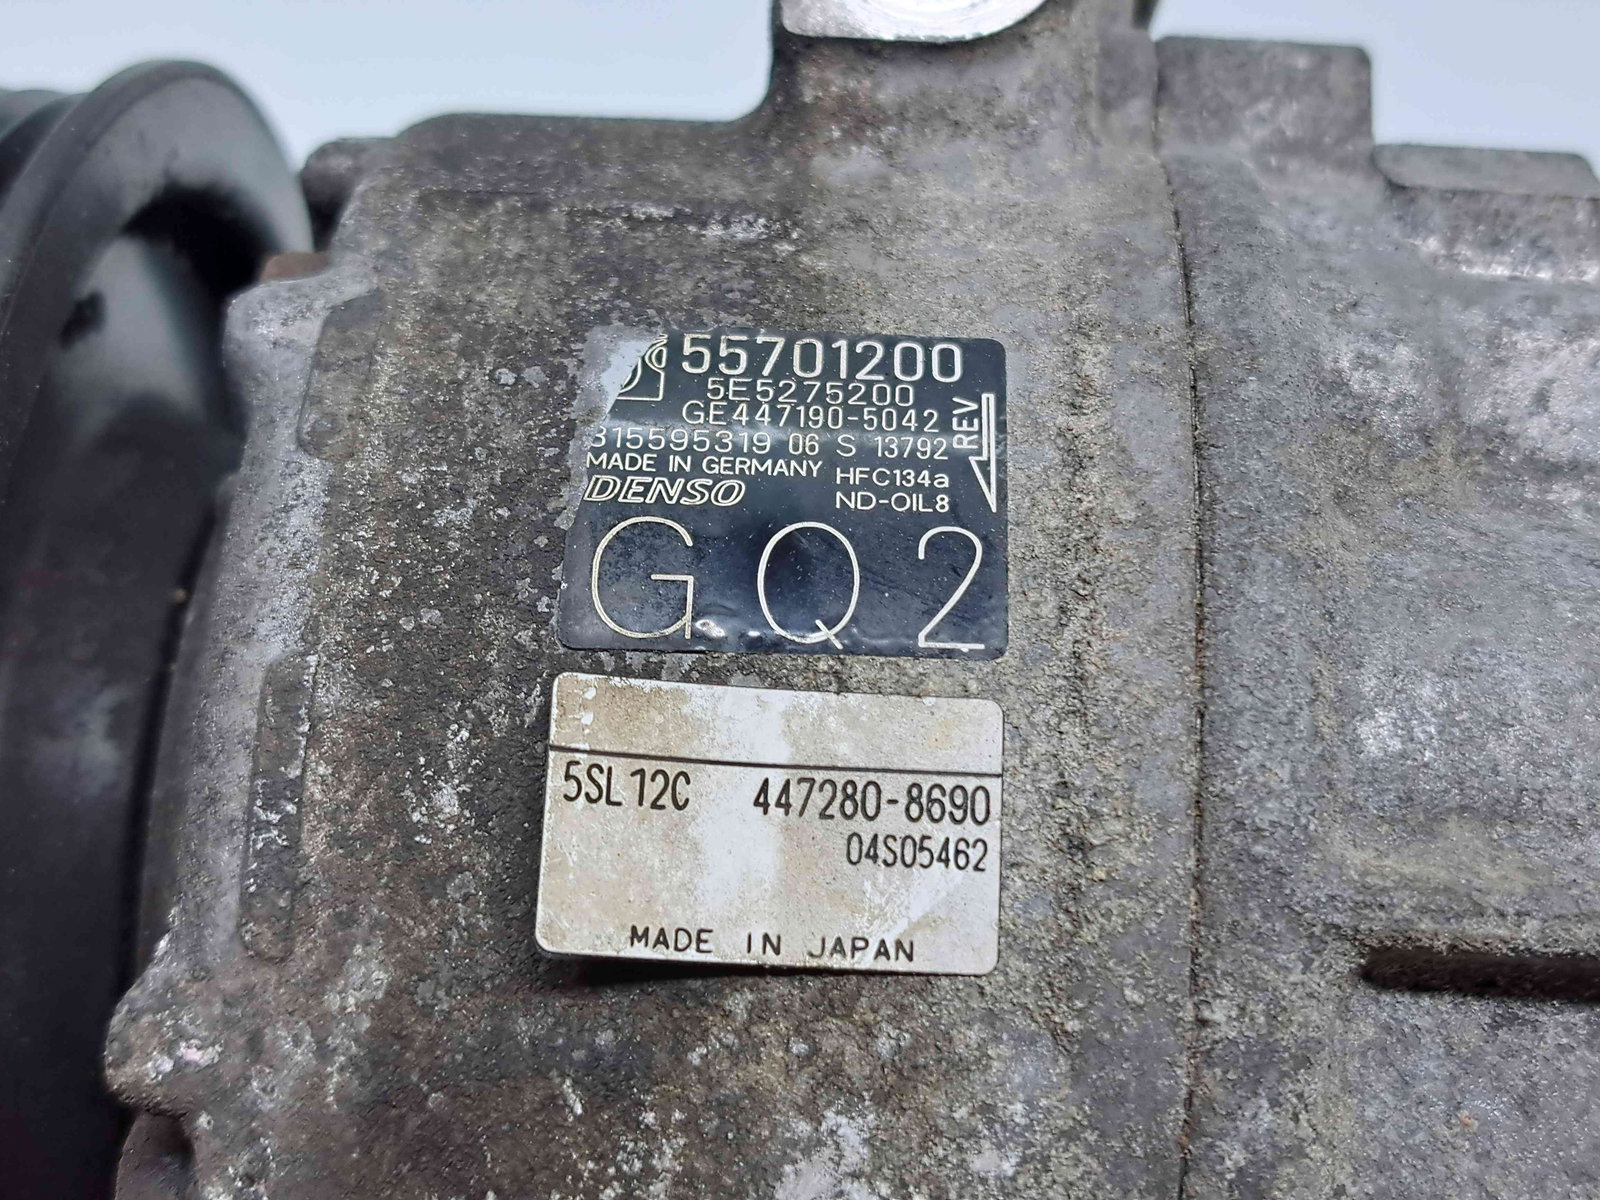 55701200
5E5275200
GE447190-5042
REV
315595319 06 S 13792
MADE IN GERMANY HFC134a
DENSO ND-OIL8
GQ2
5SL12C 447280-8690
04S05462
MADE IN JAPAN